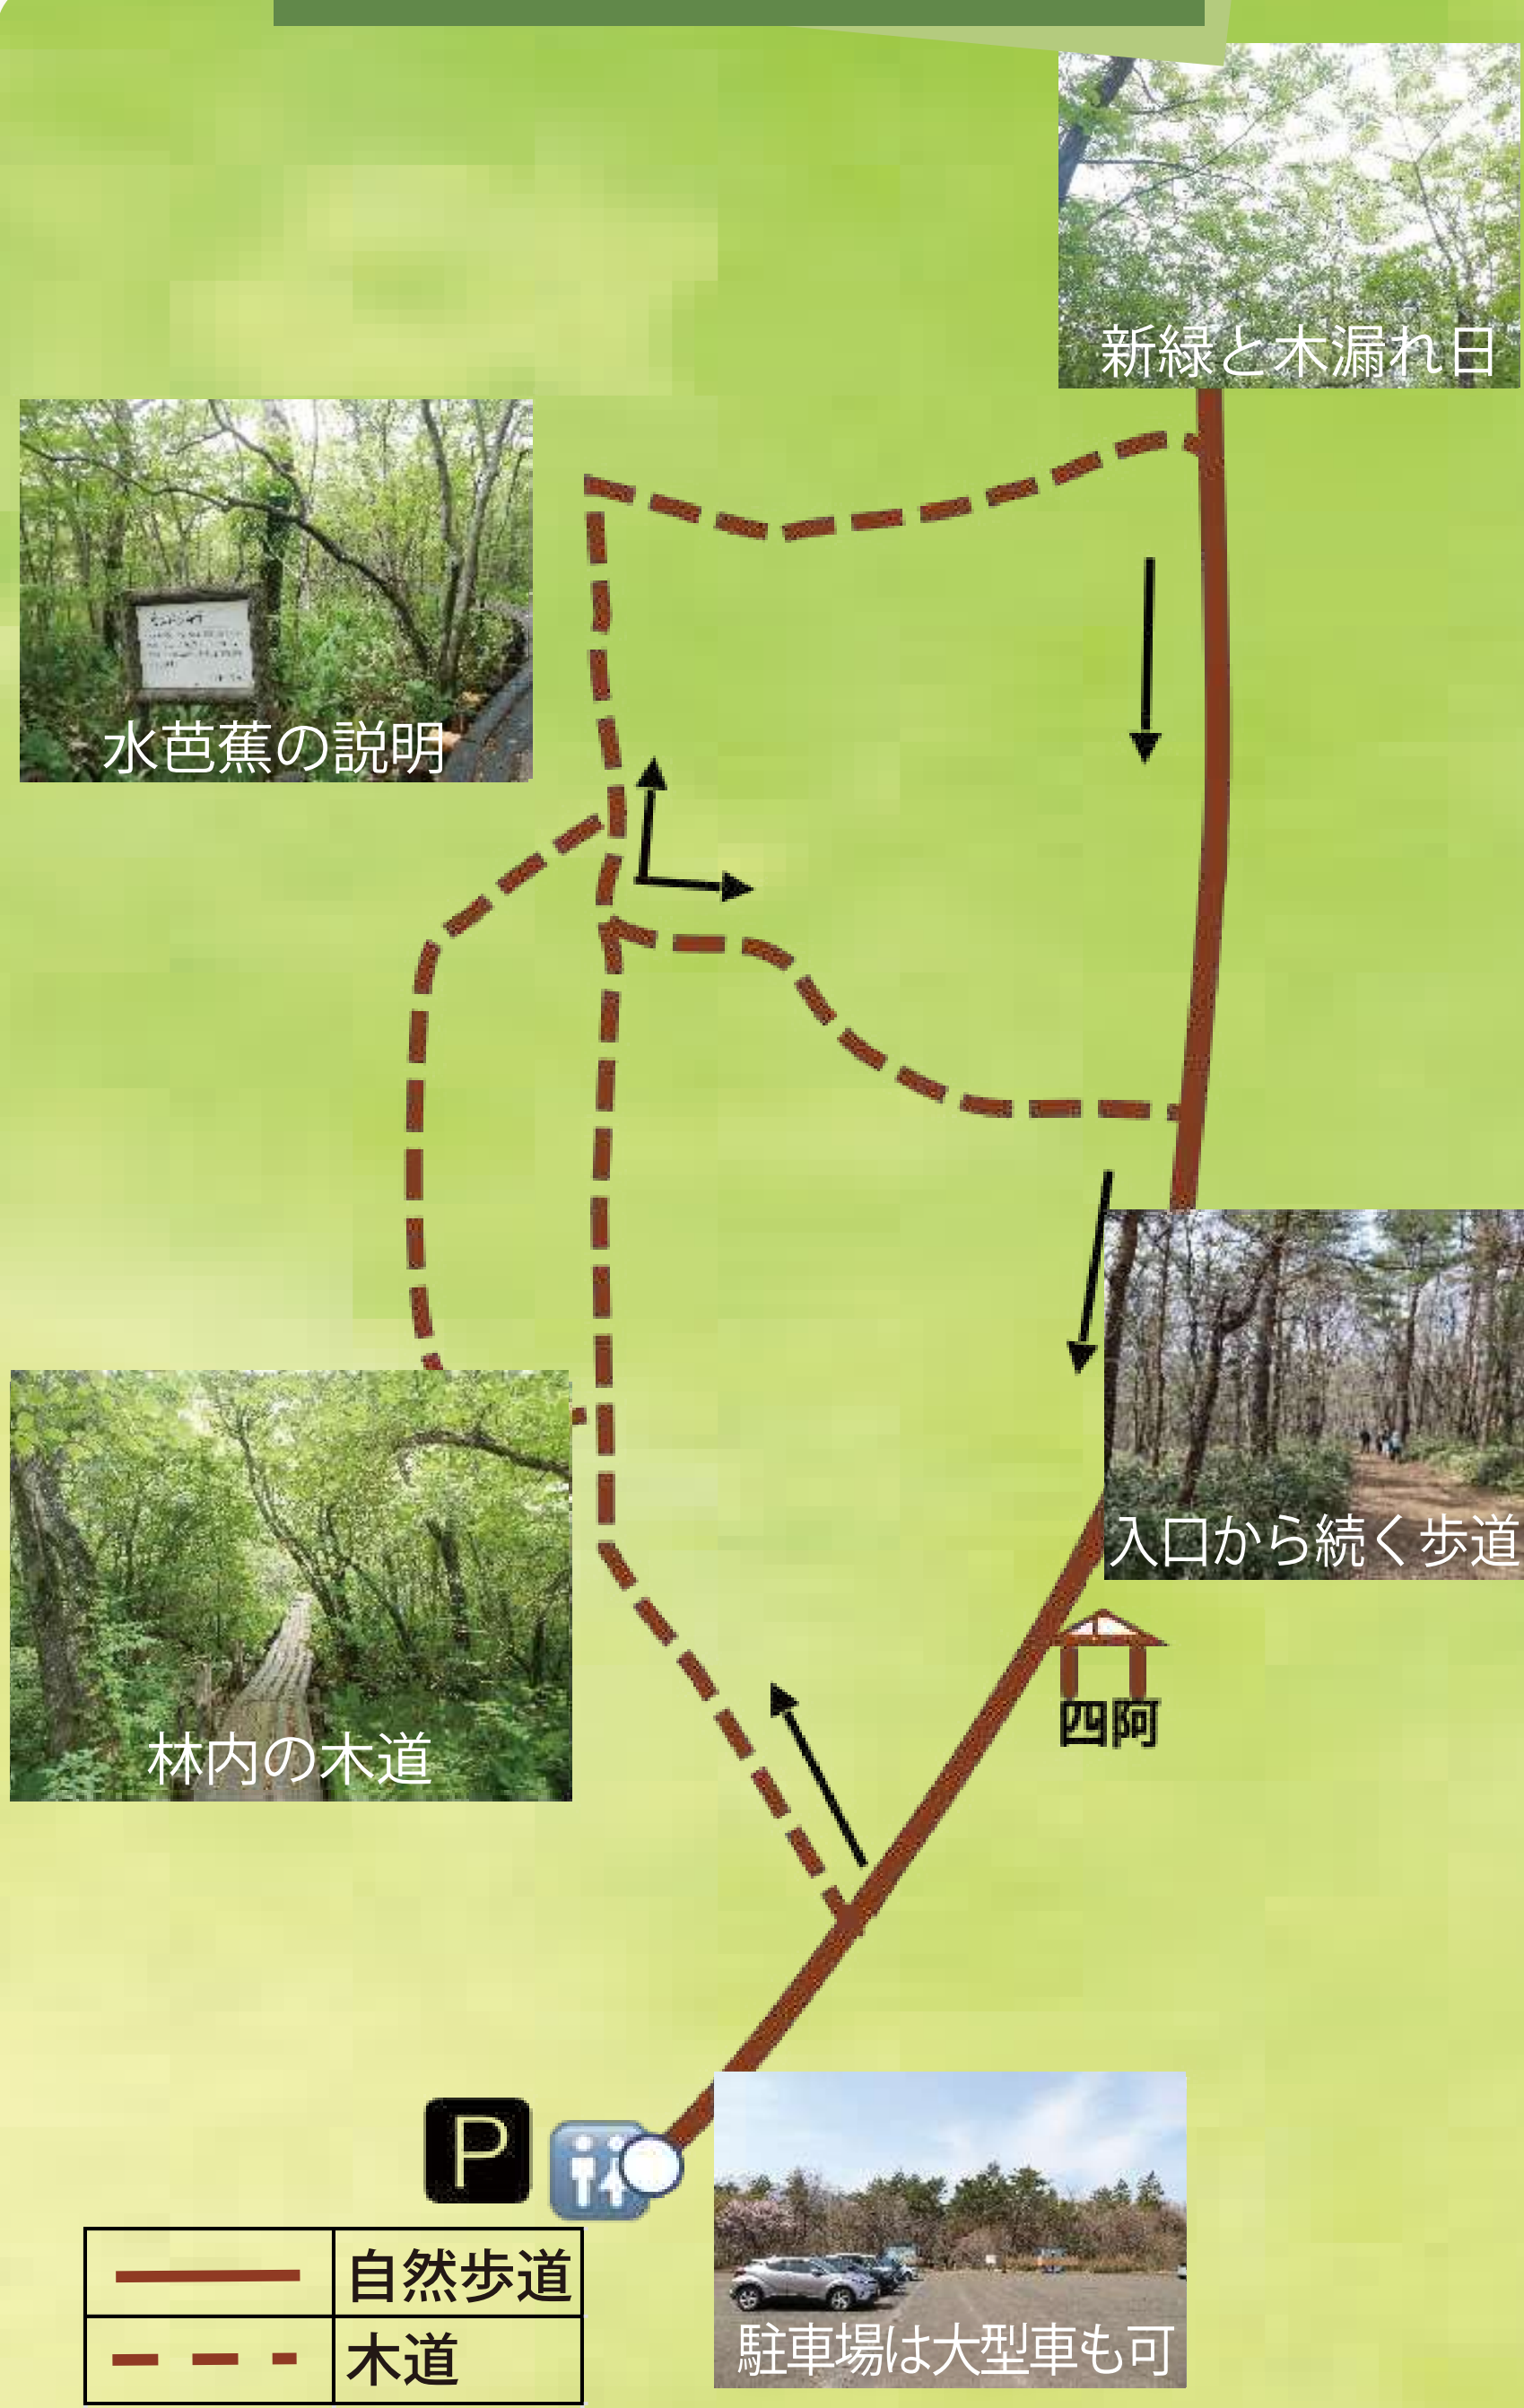 新緑と木漏れ日
水芭蕉の説明
入口から続く歩道
林内の木道
四阿
P
駐車場は大型車も可
自然歩道
木道